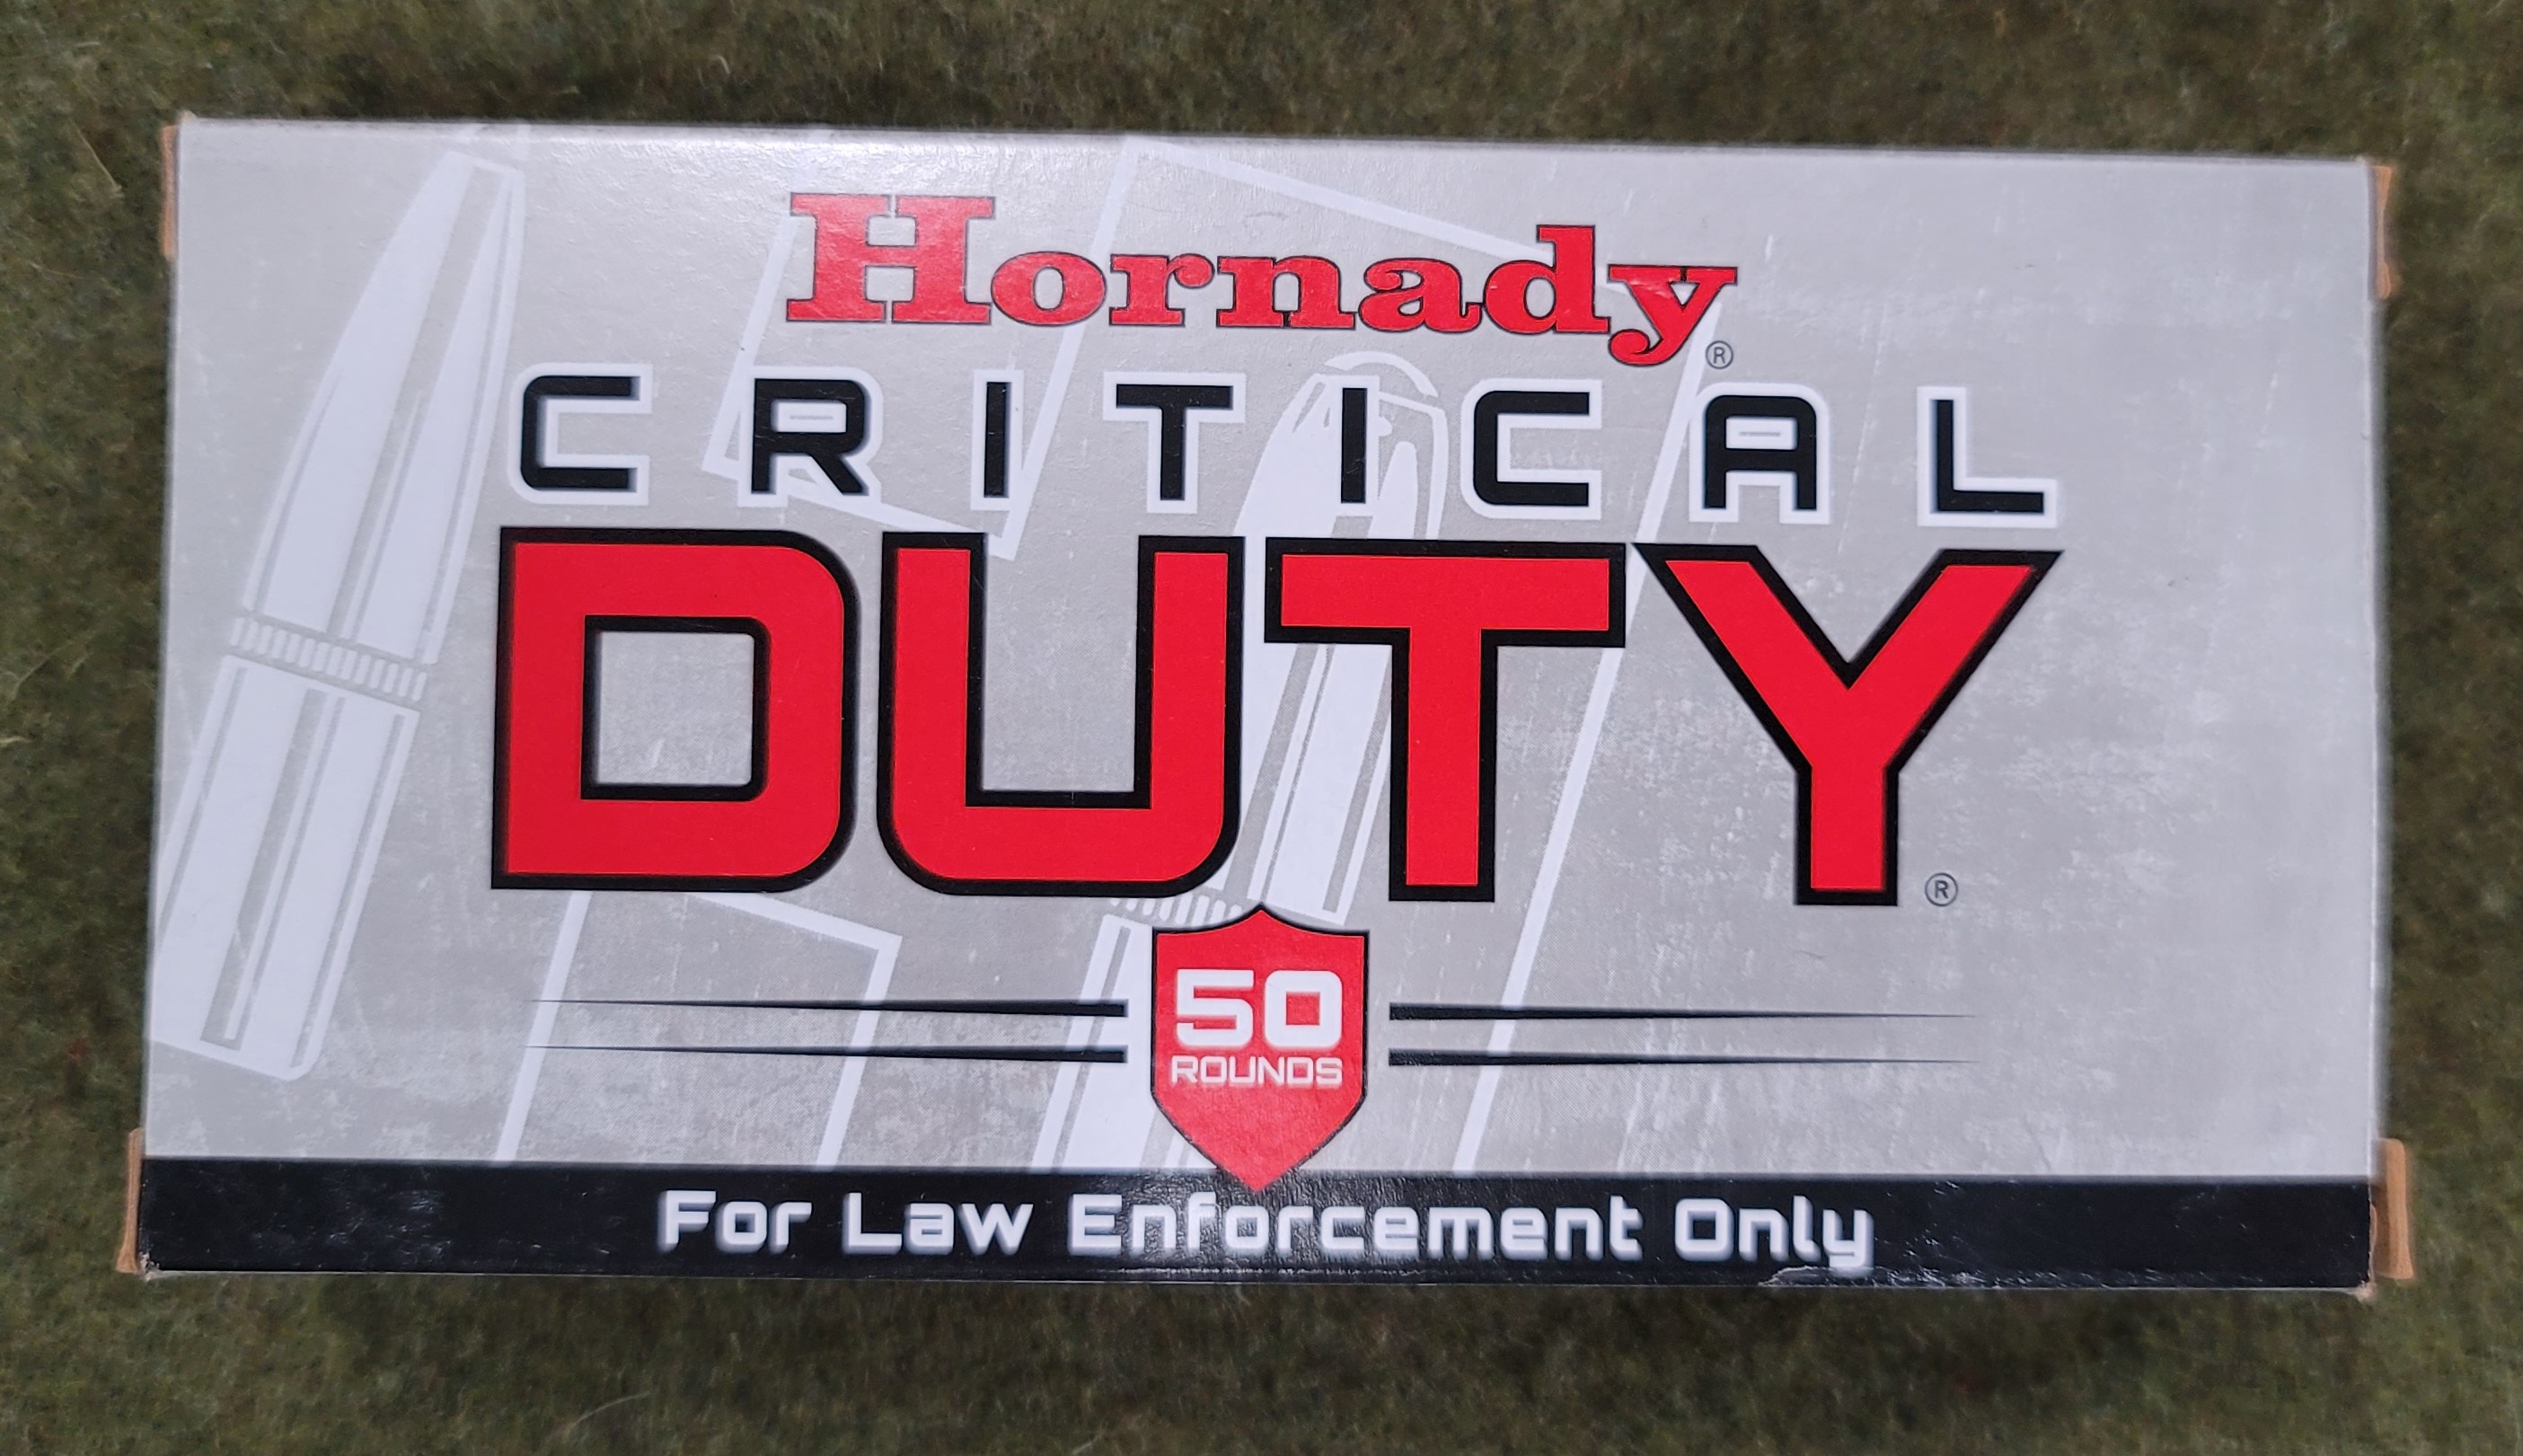 Hornady®
CRITICAL
DUTY®
50
ROUNDS
For Law Enforcement Only